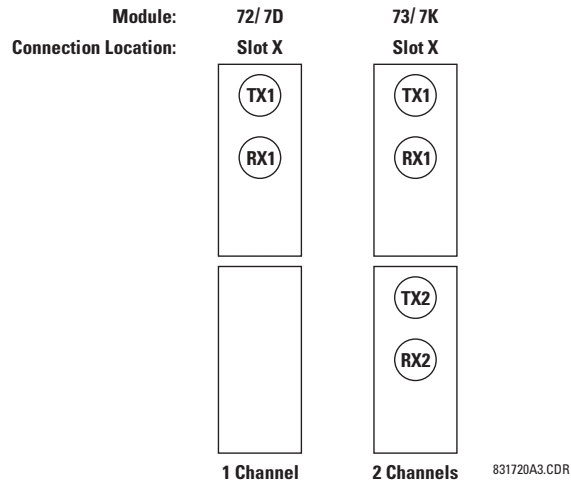 Module: 72/ 7D 73/ 7K
Connection Location: Slot X Slot X
TX1 TX1
RX1 RX1
TX2
RX2
1 Channel 2 Channels 831720A3.CDR